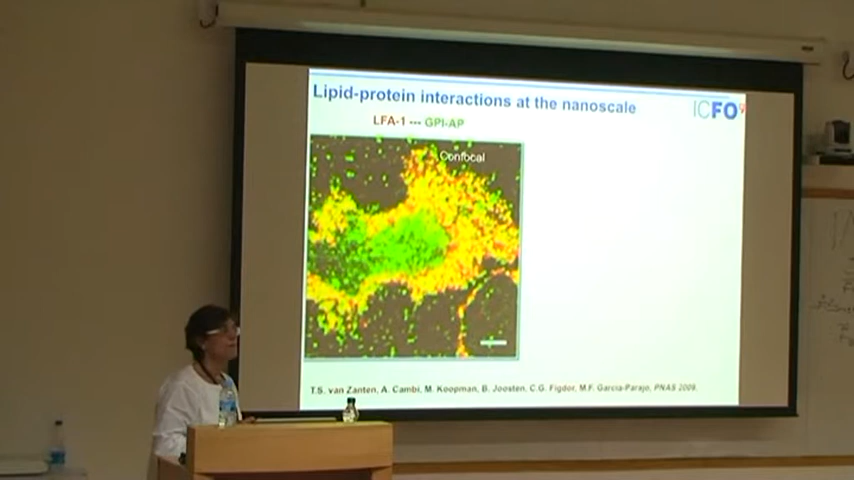 Lipid-protein interactions at the nanoscale
ICFO
LFA-1 --- GPI-AP
Confocal
T.S. van Zanten, A. Cambi, M. Koopman, B. Joosten, C.G. Figdor, M.F. Garcia-Parajo, PNAS 2009.